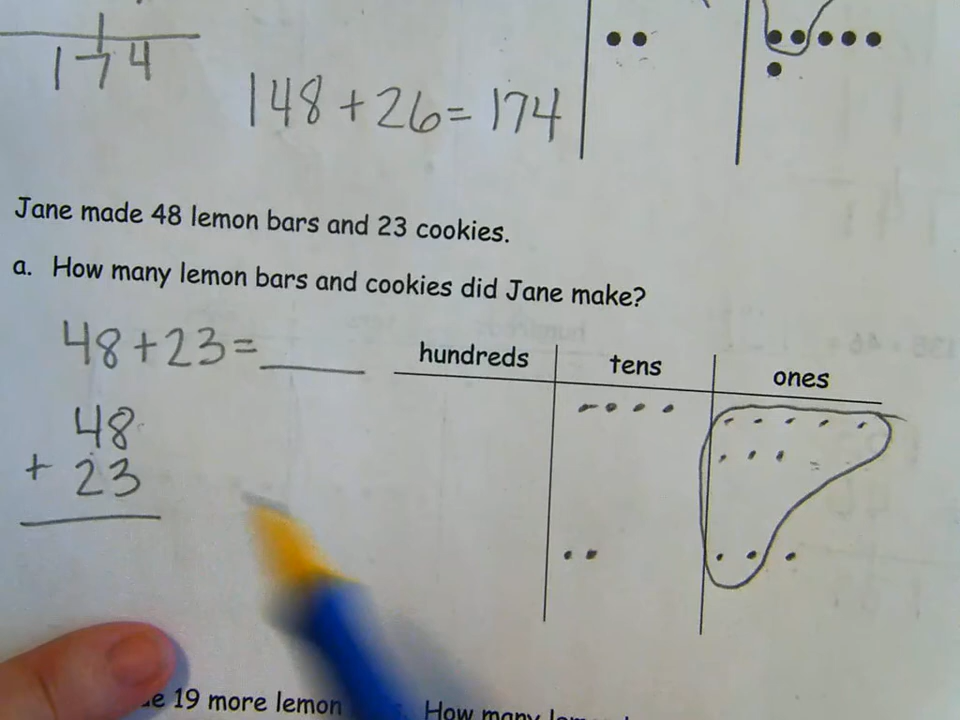 174
148 + 26 = 174
Jane made 48 lemon bars and 23 cookies.
a. How many lemon bars and cookies did Jane make?
48 + 23 = ____
hundreds tens ones
48
+ 23
19 more lemon
How many